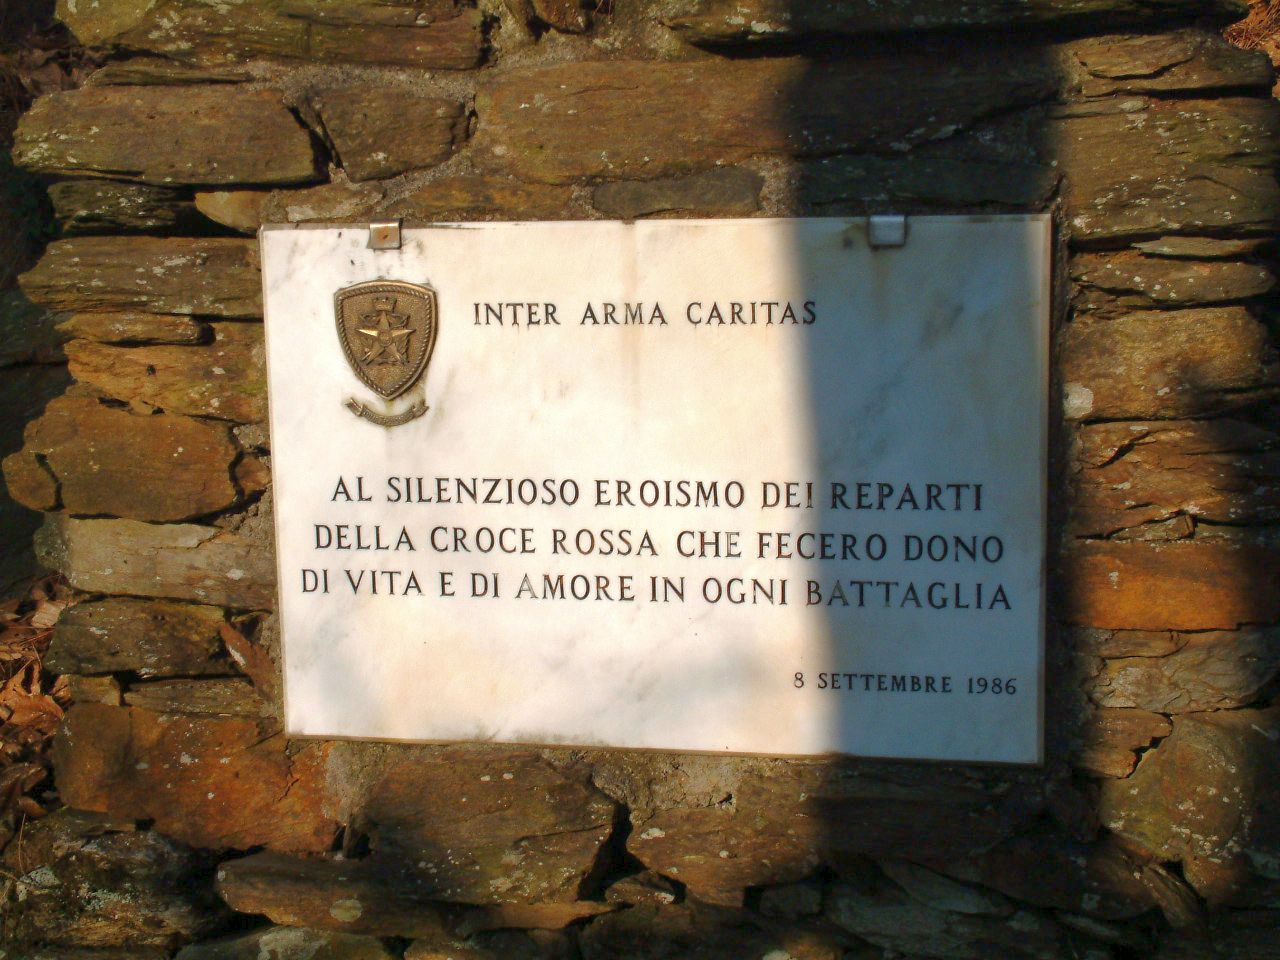 INTER ARMA CARITAS
AL SILENZIOSO EROISMO DEI REPARTI
DELLA CROCE ROSSA CHE FECERO DONO
DI VITA E DI AMORE IN OGNI BATTAGLIA
8 SETTEMBRE 1986